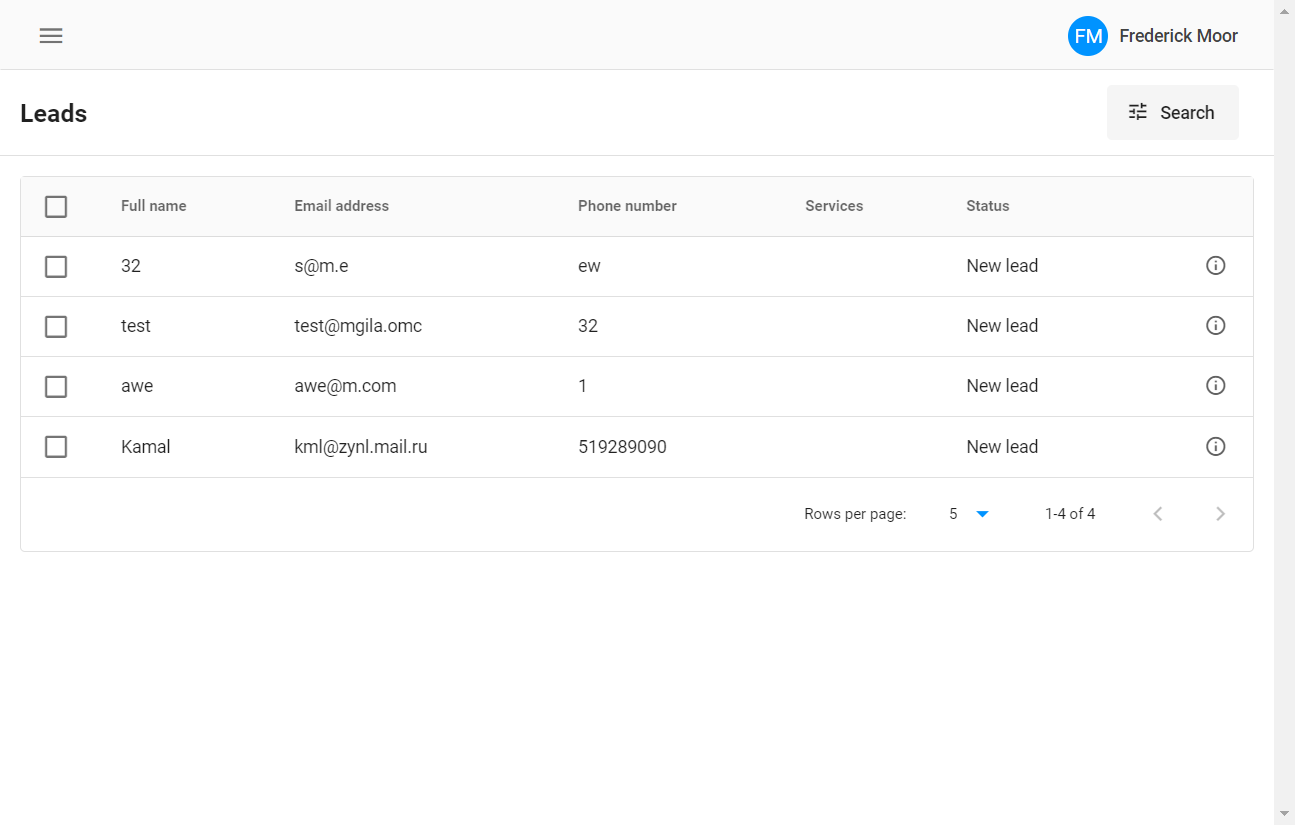 FM Frederick Moor
Leads
Search
Full name Email address Phone number Services Status
32 s@m.e ew New lead
test test@mgila.omc 32 New lead
awe awe@m.com 1 New lead
Kamal kml@zynl.mail.ru 519289090 New lead
Rows per page: 5 1-4 of 4